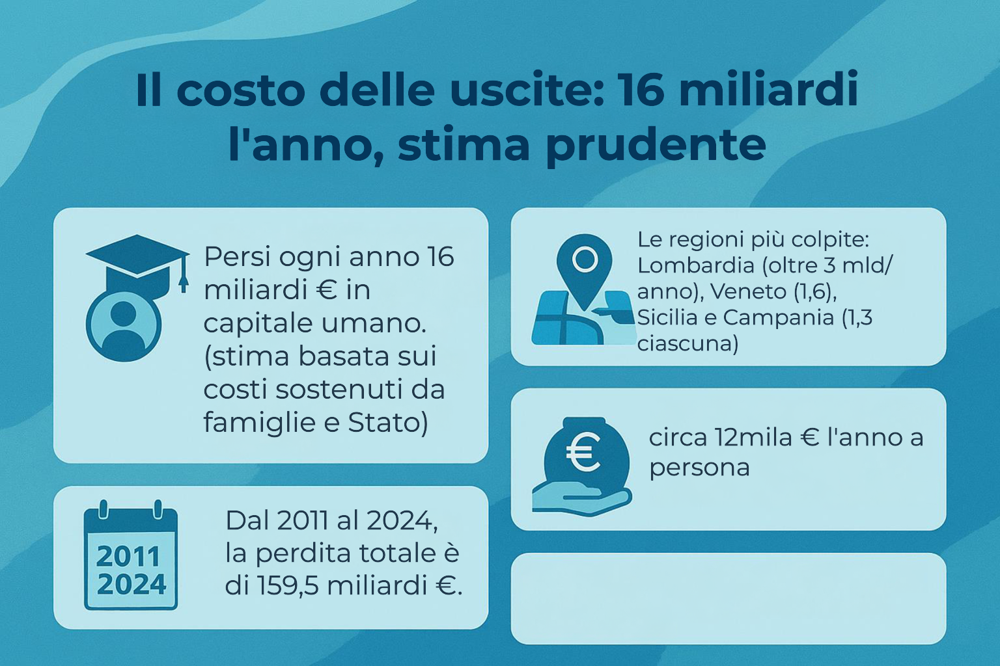 Il costo delle uscite: 16 miliardi
l'anno, stima prudente
Persi ogni anno 16
miliardi € in
capitale umano.
(stima basata sui
costi sostenuti da
famiglie e Stato)
2011
2024
Dal 2011 al 2024,
la perdita totale è
di 159,5 miliardi €.
Le regioni più colpite:
Lombardia (oltre 3 mld/
anno), Veneto (1,6),
Sicilia e Campania (1,3
ciascuna)
€
circa 12mila € l'anno a
persona